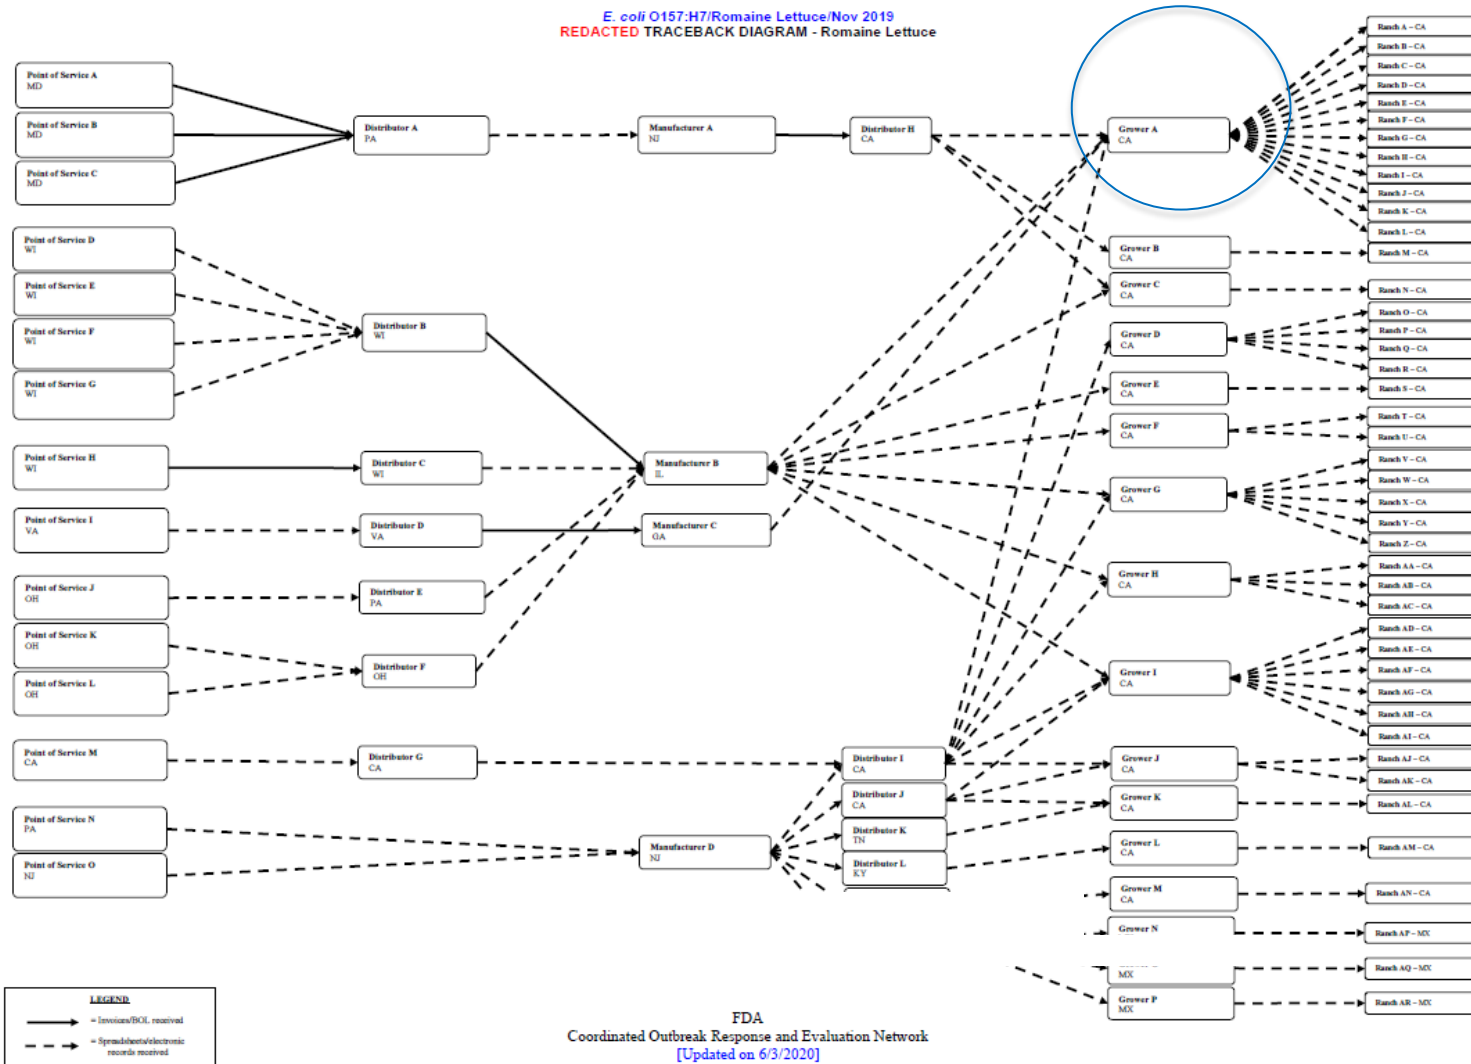 E. coli O157:H7/Romaine Lettuce/Nov 2019
REDACTED TRACEBACK DIAGRAM - Romaine Lettuce
Point of Service A
MD
Point of Service B
MD
Point of Service C
MD
Point of Service D
WI
Point of Service E
WI
Point of Service F
WI
Point of Service G
WI
Point of Service H
WI
Point of Service I
VA
Point of Service J
OH
Point of Service K
OH
Point of Service L
OH
Point of Service M
CA
Point of Service N
PA
Point of Service O
NJ
Distributor A
PA
Distributor B
WI
Distributor C
WI
Distributor D
VA
Distributor E
PA
Distributor F
OH
Distributor G
CA
Manufacturer A
NJ
Manufacturer B
IL
Manufacturer C
GA
Manufacturer D
NJ
Distributor H
CA
Distributor I
CA
Distributor J
CA
Distributor K
TN
Distributor L
KY
Grower A
CA
Grower B
CA
Grower C
CA
Grower D
CA
Grower E
CA
Grower F
CA
Grower G
CA
Grower H
CA
Grower I
CA
Grower J
CA
Grower K
CA
Grower L
CA
Grower M
CA
Grower N
MX
Grower P
MX
Ranch A – CA
Ranch B – CA
Ranch C – CA
Ranch D – CA
Ranch E – CA
Ranch F – CA
Ranch G – CA
Ranch H – CA
Ranch I – CA
Ranch J – CA
Ranch K – CA
Ranch L – CA
Ranch M – CA
Ranch N – CA
Ranch O – CA
Ranch P – CA
Ranch Q – CA
Ranch R – CA
Ranch S – CA
Ranch T – CA
Ranch U – CA
Ranch V – CA
Ranch W – CA
Ranch X – CA
Ranch Y – CA
Ranch Z – CA
Ranch AA – CA
Ranch AB – CA
Ranch AC – CA
Ranch AD – CA
Ranch AE – CA
Ranch AF – CA
Ranch AG – CA
Ranch AH – CA
Ranch AI – CA
Ranch AJ – CA
Ranch AK – CA
Ranch AL – CA
Ranch AM – CA
Ranch AN – CA
Ranch AP – MX
Ranch AQ – MX
Ranch AR – MX
LEGEND
= Invoices/BOL received
= Spreadsheets/electronic
records received
FDA
Coordinated Outbreak Response and Evaluation Network
[Updated on 6/3/2020]